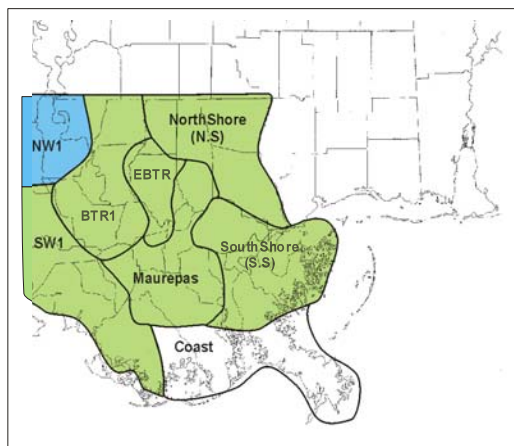 NorthShore
(N.S)
NW1
EBTR
BTR1
SW1
SouthShore
(S.S)
Maurepas
Coast